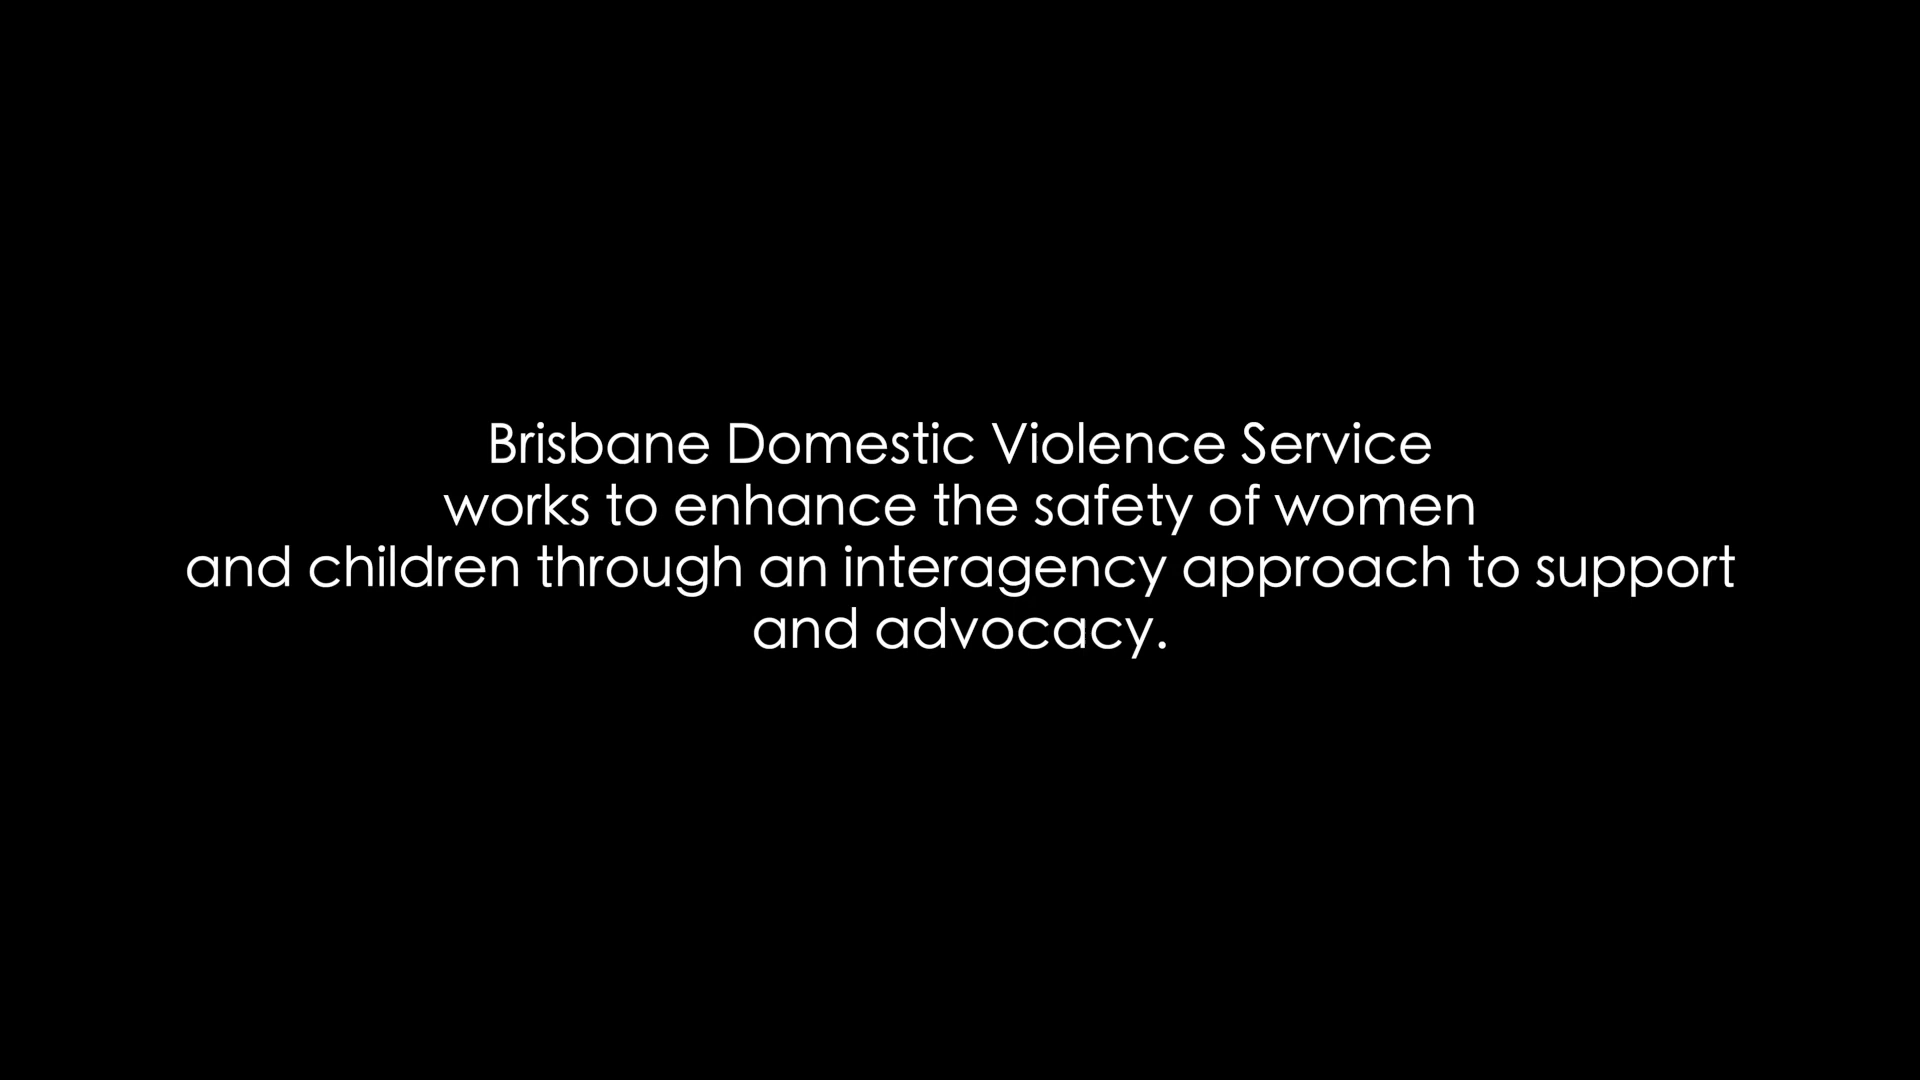 Brisbane Domestic Violence Service
works to enhance the safety of women
and children through an interagency approach to support
and advocacy.